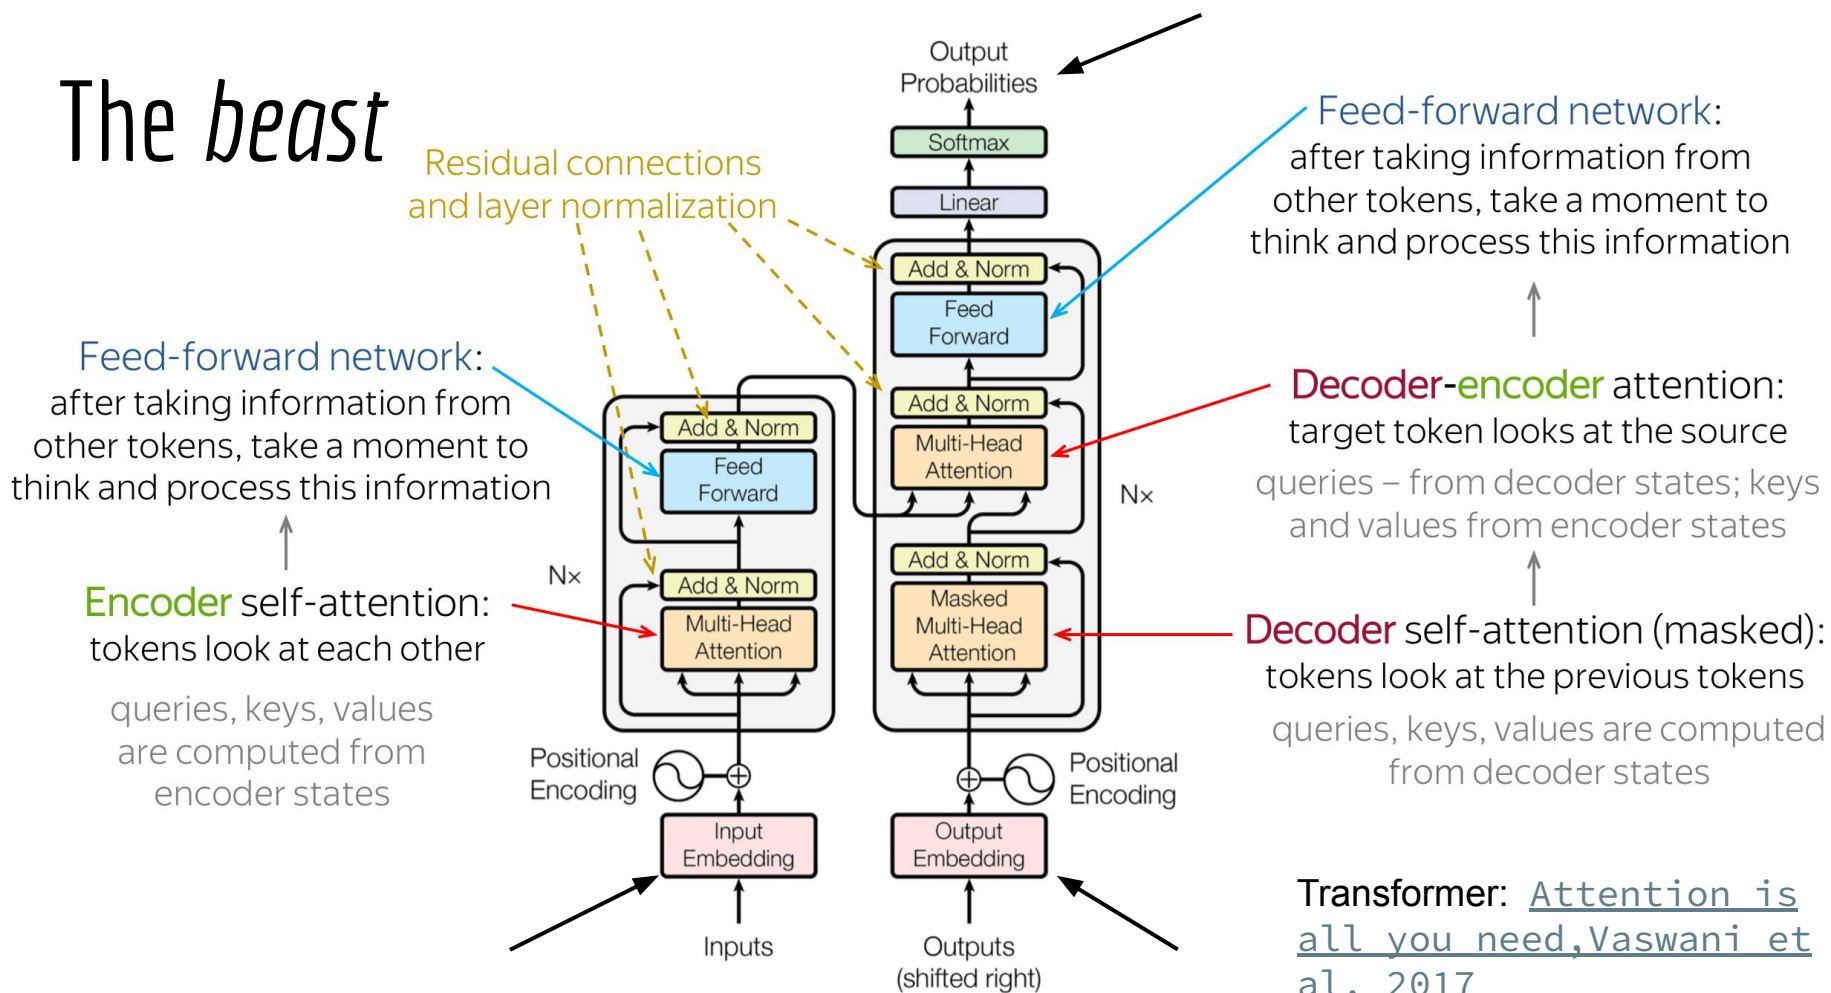 The beast
Residual connections
and layer normalization
Feed-forward network:
after taking information from
other tokens, take a moment to
think and process this information
Encoder self-attention:
tokens look at each other
queries, keys, values
are computed from
encoder states
Output
Probabilities
Softmax
Linear
Add & Norm
Feed
Forward
Add & Norm
Multi-Head
Attention
Add & Norm
Masked
Multi-Head
Attention
Nx
Add & Norm
Feed
Forward
Add & Norm
Multi-Head
Attention
Nx
Positional
Encoding
Positional
Encoding
Input
Embedding
Output
Embedding
Inputs
Outputs
(shifted right)
Feed-forward network:
after taking information from
other tokens, take a moment to
think and process this information
Decoder-encoder attention:
target token looks at the source
queries – from decoder states; keys
and values from encoder states
Decoder self-attention (masked):
tokens look at the previous tokens
queries, keys, values are computed
from decoder states
Transformer: Attention is
all you need,Vaswani et
al. 2017